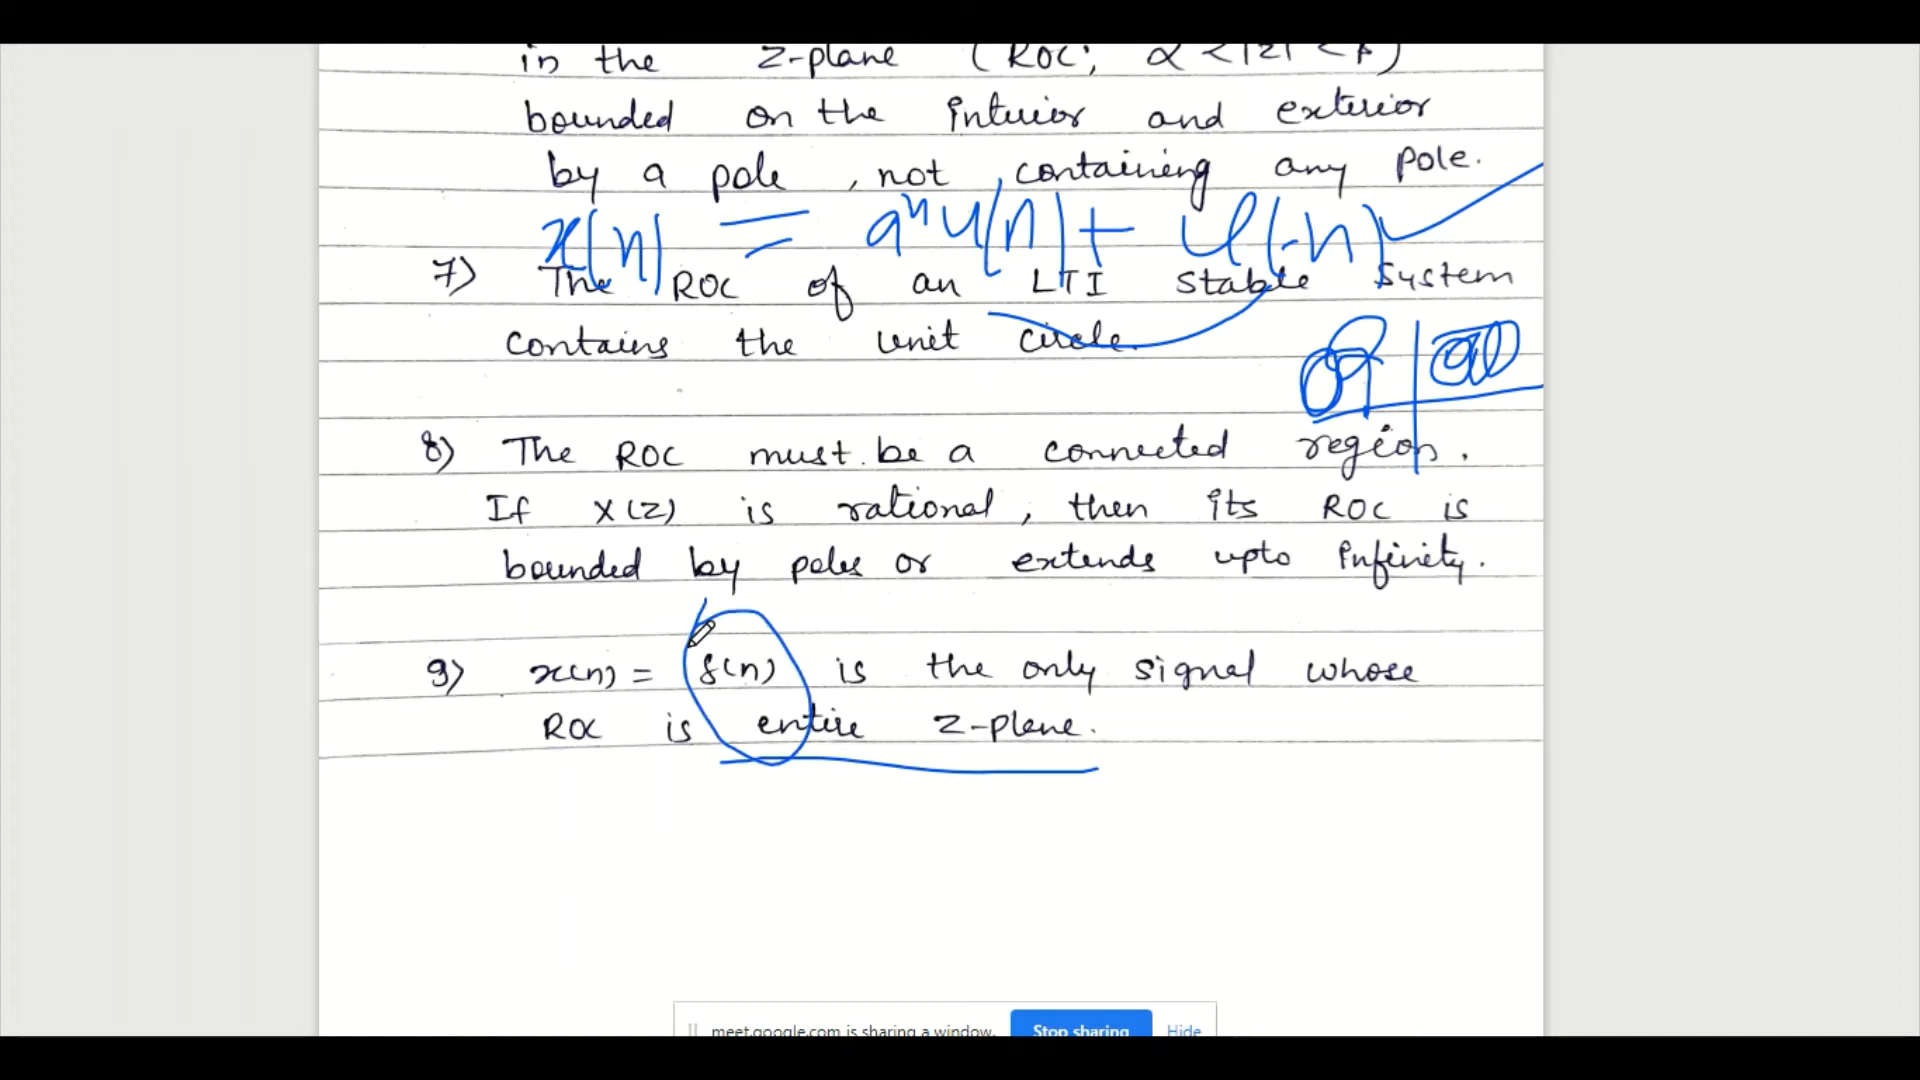 in the z-plane (ROC; α < |z| < β)
bounded on the interior and exterior
by a pole, not containing any pole.
x(n) = aⁿu(n) + u(-n)
7) The ROC of an LTI stable system
contains the unit circle.
8) The ROC must be a connected region.
If X(z) is rational, then its ROC is
bounded by poles or extends upto infinity.
9) x(n) = δ(n) is the only signal whose
ROC is entire z-plane.
meet.google.com is sharing a window. Stop sharing Hide